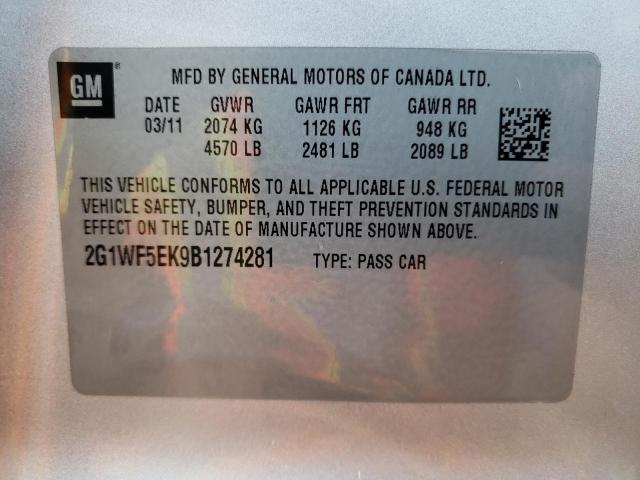 GM
MFD BY GENERAL MOTORS OF CANADA LTD.
DATE GVWR GAWR FRT GAWR RR
03/11 2074 KG 1126 KG 948 KG
4570 LB 2481 LB 2089 LB
THIS VEHICLE CONFORMS TO ALL APPLICABLE U.S. FEDERAL MOTOR
VEHICLE SAFETY, BUMPER, AND THEFT PREVENTION STANDARDS IN
EFFECT ON THE DATE OF MANUFACTURE SHOWN ABOVE.
2G1WF5EK9B1274281 TYPE: PASS CAR